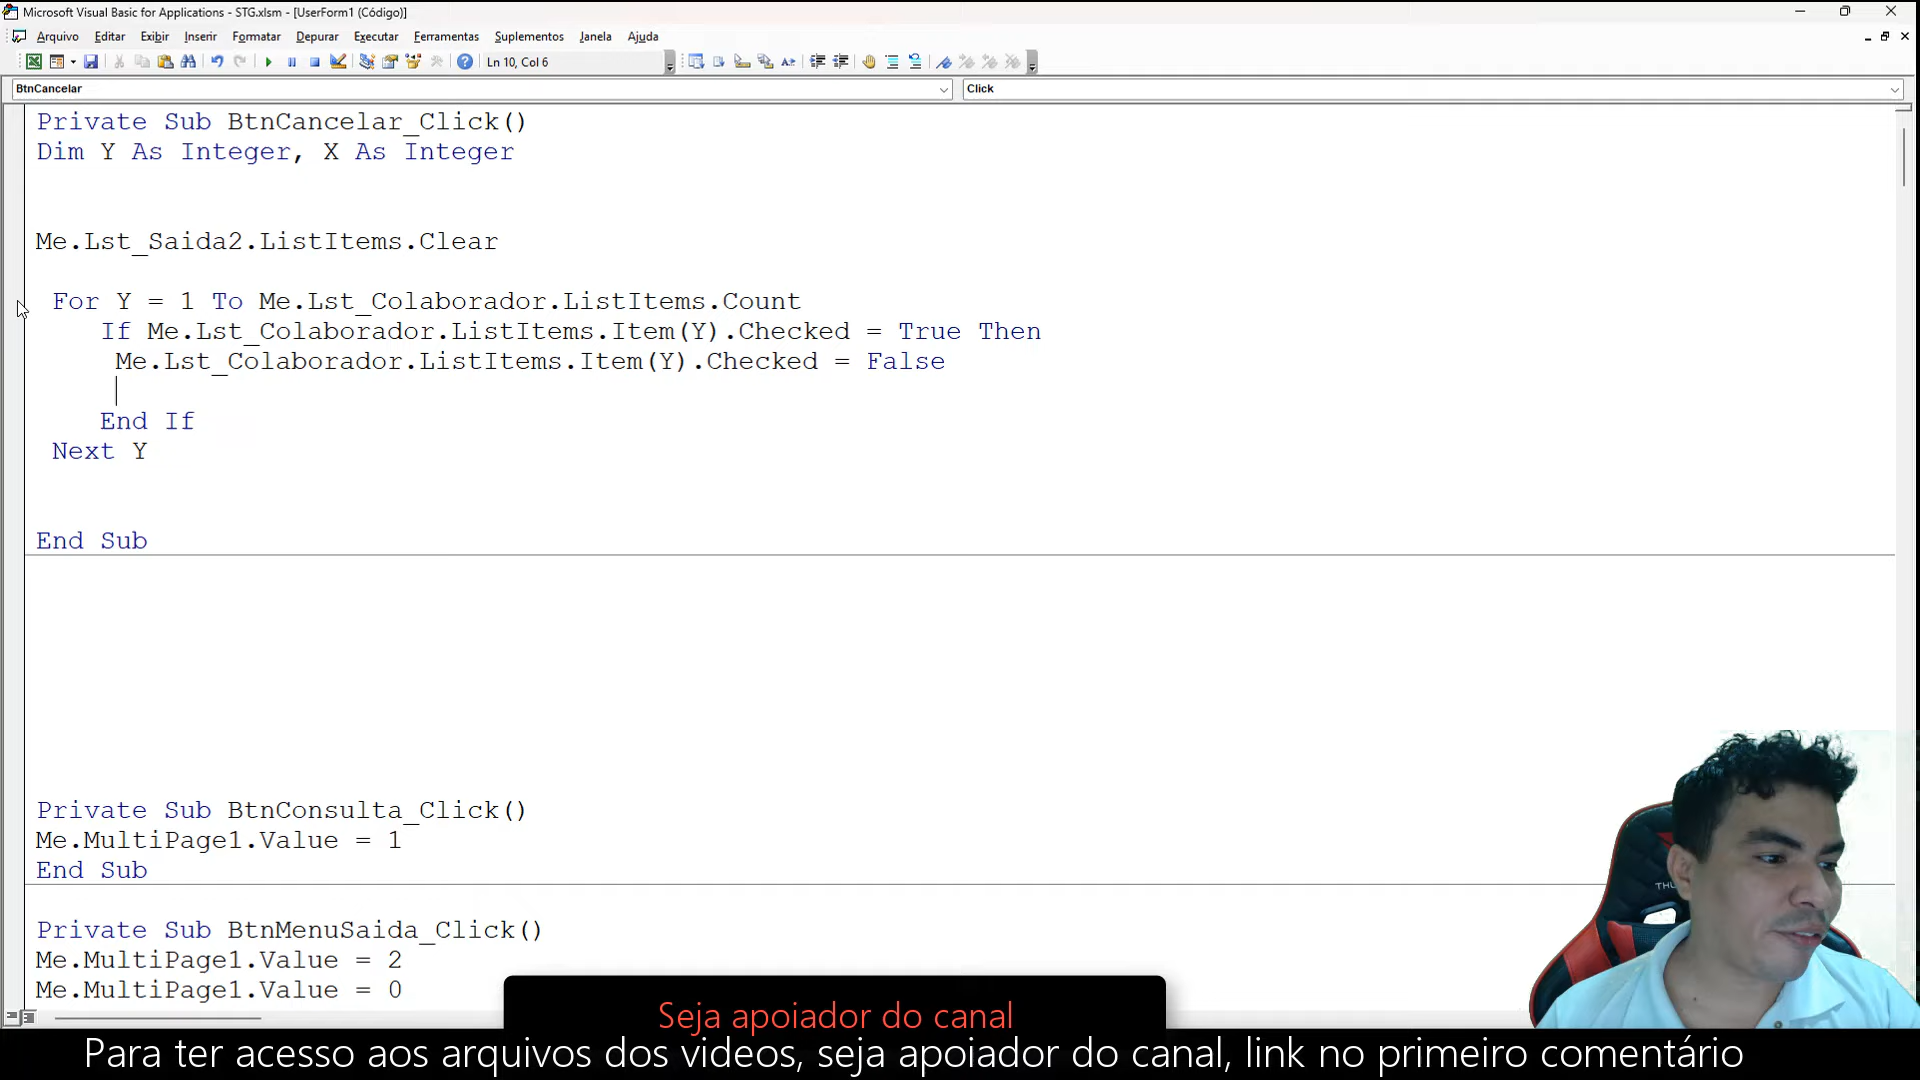 Microsoft Visual Basic for Applications - STG.xlsm - [UserForm1 (Código)]
Arquivo Editar Exibir Inserir Formatar Depurar Executar Ferramentas Suplementos Janela Ajuda
Ln 10, Col 6
BtnCancelar Click
Private Sub BtnCancelar_Click()
Dim Y As Integer, X As Integer
Me.Lst_Saida2.ListItems.Clear
For Y = 1 To Me.Lst_Colaborador.ListItems.Count
If Me.Lst_Colaborador.ListItems.Item(Y).Checked = True Then
Me.Lst_Colaborador.ListItems.Item(Y).Checked = False
End If
Next Y
End Sub
Private Sub BtnConsulta_Click()
Me.MultiPage1.Value = 1
End Sub
Private Sub BtnMenuSaida_Click()
Me.MultiPage1.Value = 2
Me.MultiPage1.Value = 0
Seja apoiador do canal
Para ter acesso aos arquivos dos videos, seja apoiador do canal, link no primeiro comentário